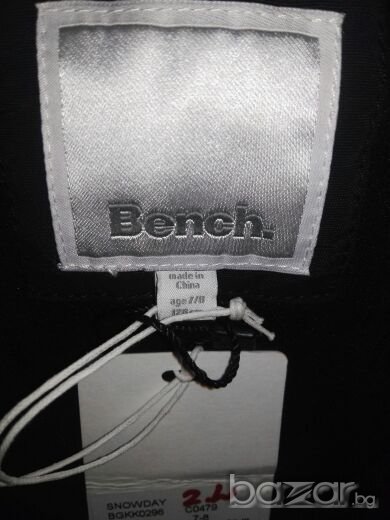 Bench.
made in
China
age 7/8
SNOWDAY
BGKK0296
C0479
7-8
bazar.bg